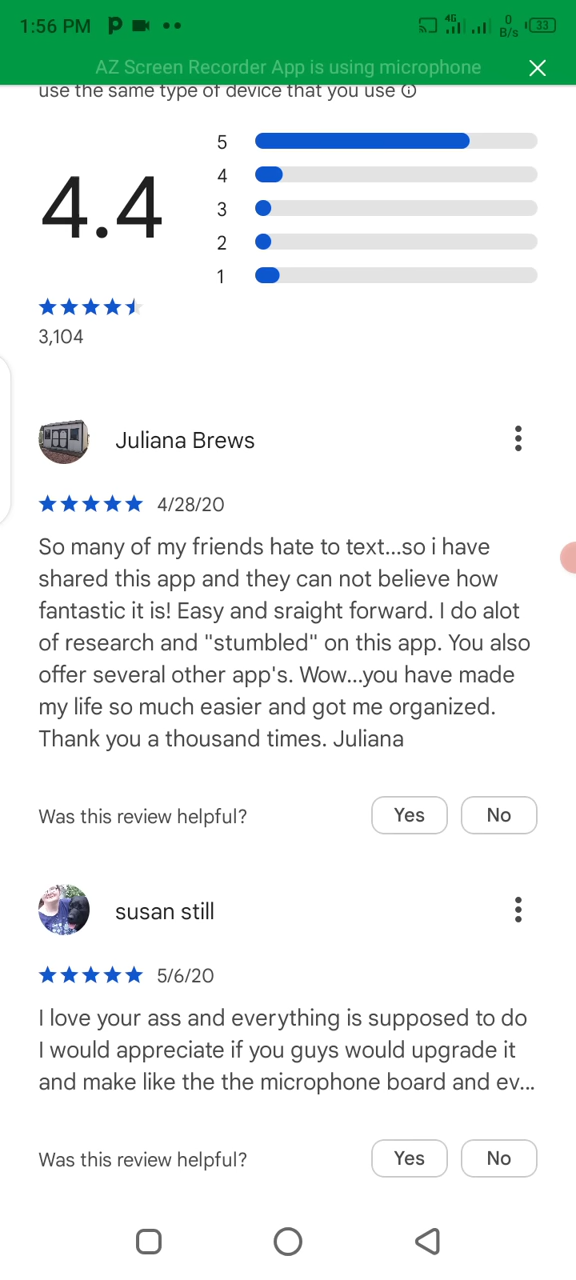 1:56 PM
4G
0 B/s
33
AZ Screen Recorder App is using microphone
use the same type of device that you use
5
4
4.4
3
2
1
3,104
Juliana Brews
4/28/20
So many of my friends hate to text...so i have
shared this app and they can not believe how
fantastic it is! Easy and sraight forward. I do alot
of research and "stumbled" on this app. You also
offer several other app's. Wow...you have made
my life so much easier and got me organized.
Thank you a thousand times. Juliana
Was this review helpful? Yes No
susan still
5/6/20
I love your ass and everything is supposed to do
I would appreciate if you guys would upgrade it
and make like the the microphone board and ev...
Was this review helpful? Yes No